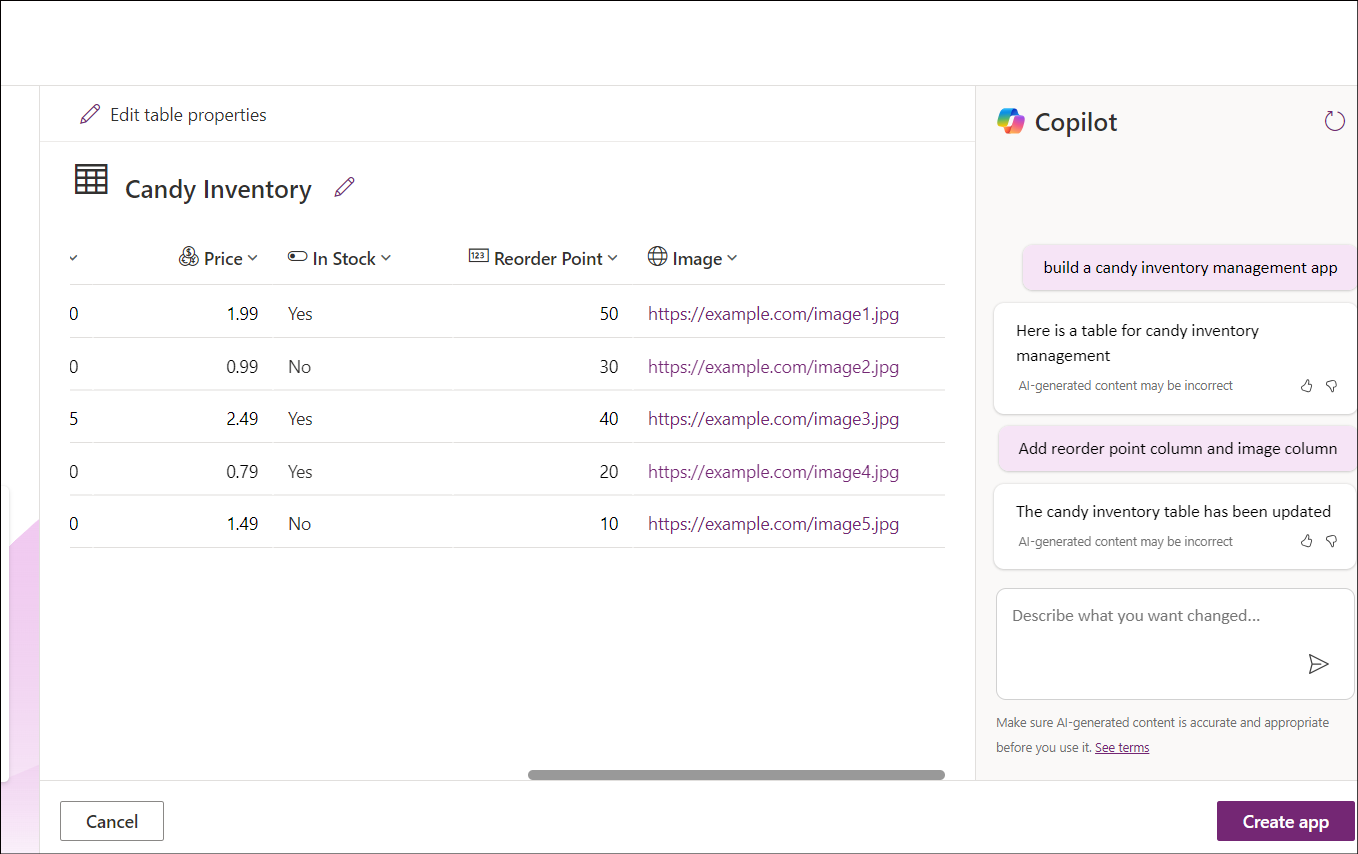 Edit table properties
Candy Inventory
Price In Stock Reorder Point Image
0 1.99 Yes 50 https://example.com/image1.jpg
0 0.99 No 30 https://example.com/image2.jpg
5 2.49 Yes 40 https://example.com/image3.jpg
0 0.79 Yes 20 https://example.com/image4.jpg
0 1.49 No 10 https://example.com/image5.jpg
Cancel
Copilot
build a candy inventory management app
Here is a table for candy inventory
management
AI-generated content may be incorrect
Add reorder point column and image column
The candy inventory table has been updated
AI-generated content may be incorrect
Describe what you want changed...
Make sure AI-generated content is accurate and appropriate
before you use it. See terms
Create app